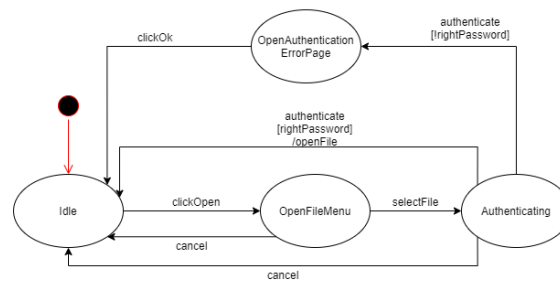 authenticate
[!rightPassword]
clickOk
OpenAuthentication
ErrorPage
authenticate
[rightPassword]
/openFile
Idle
clickOpen
OpenFileMenu
selectFile
Authenticating
cancel
cancel